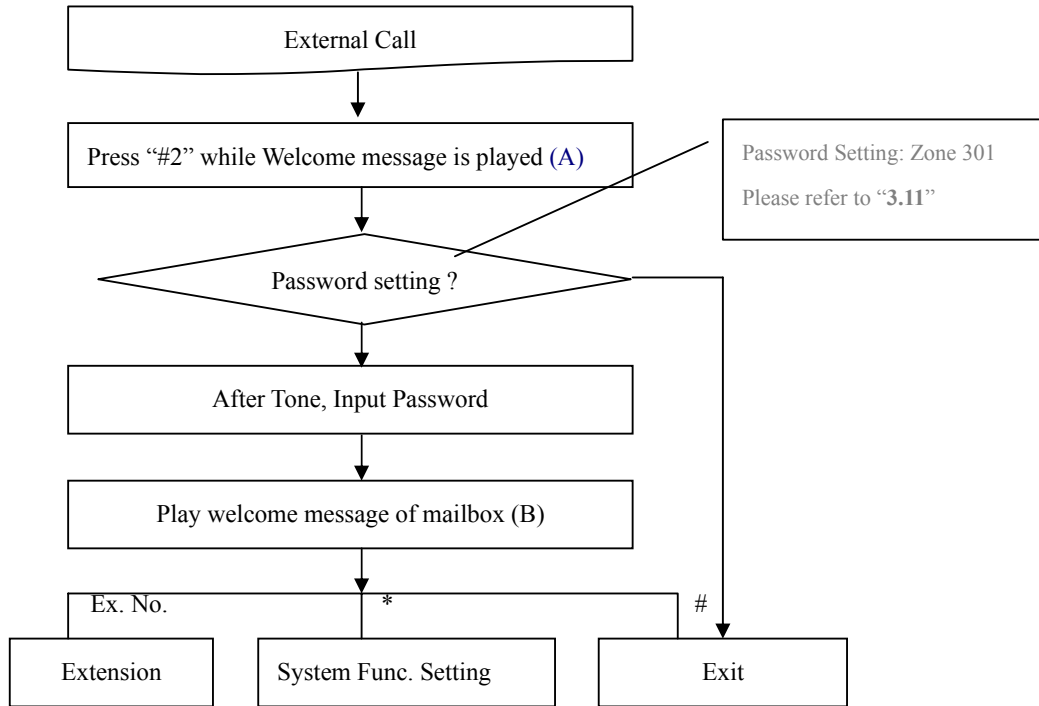 External Call
Press “#2” while Welcome message is played (A)
Password Setting: Zone 301
Please refer to “3.11”
Password setting ?
After Tone, Input Password
Play welcome message of mailbox (B)
Ex. No.
*
#
Extension
System Func. Setting
Exit